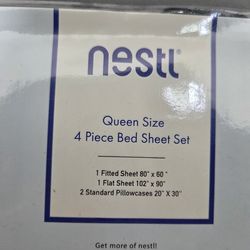 nestl
Queen Size
4 Piece Bed Sheet Set
1 Fitted Sheet 80" x 60"
1 Flat Sheet 102" x 90"
2 Standard Pillowcases 20" X 30"
Get more of nestl!